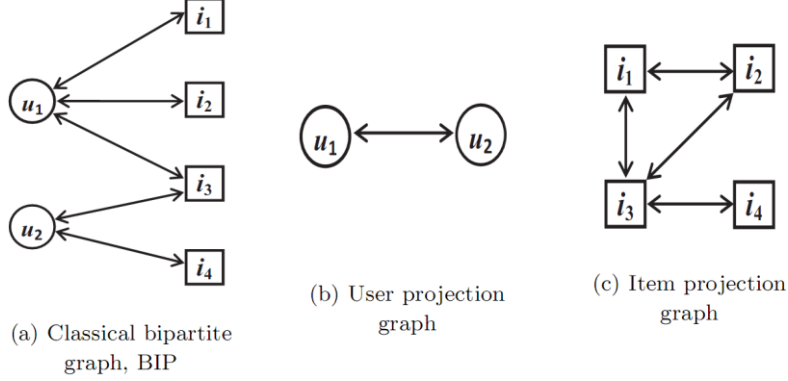 i1
u1
i2
i3
u2
i4
(a) Classical bipartite
graph, BIP
u1 u2
(b) User projection
graph
i1 i2
i3 i4
(c) Item projection
graph